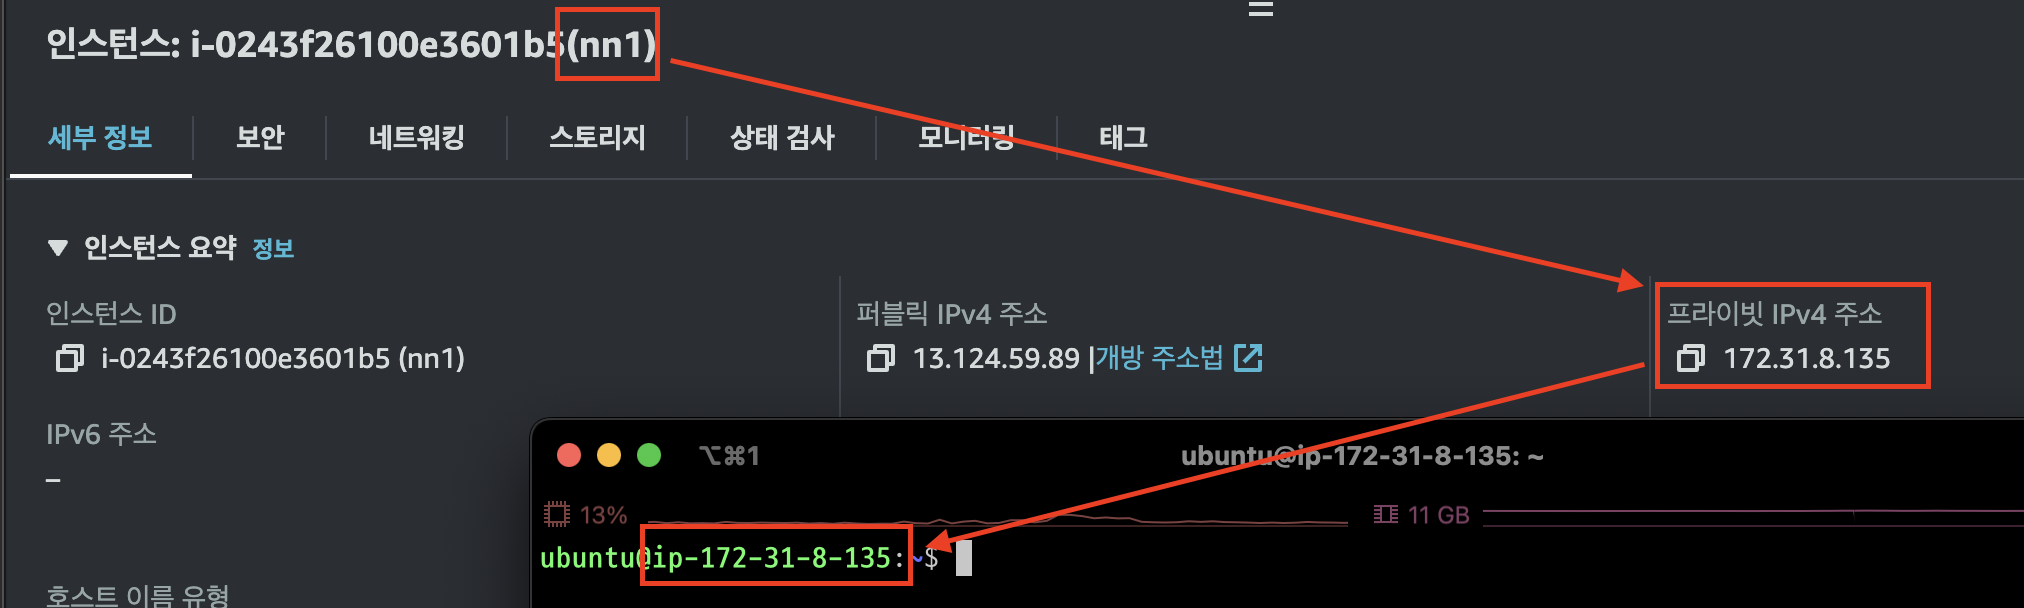 인스턴스: i-0243f26100e3601b5(nn1)
세부 정보 보안 네트워킹 스토리지 상태 검사 모니터링 태그
▼ 인스턴스 요약 정보
인스턴스 ID
i-0243f26100e3601b5 (nn1)
퍼블릭 IPv4 주소
13.124.59.89 |개방 주소법
프라이빗 IPv4 주소
172.31.8.135
IPv6 주소
–
호스트 이름 유형
⌥⌘1 ubuntu@ip-172-31-8-135: ~
13% 11 GB
ubuntu@ip-172-31-8-135:~$